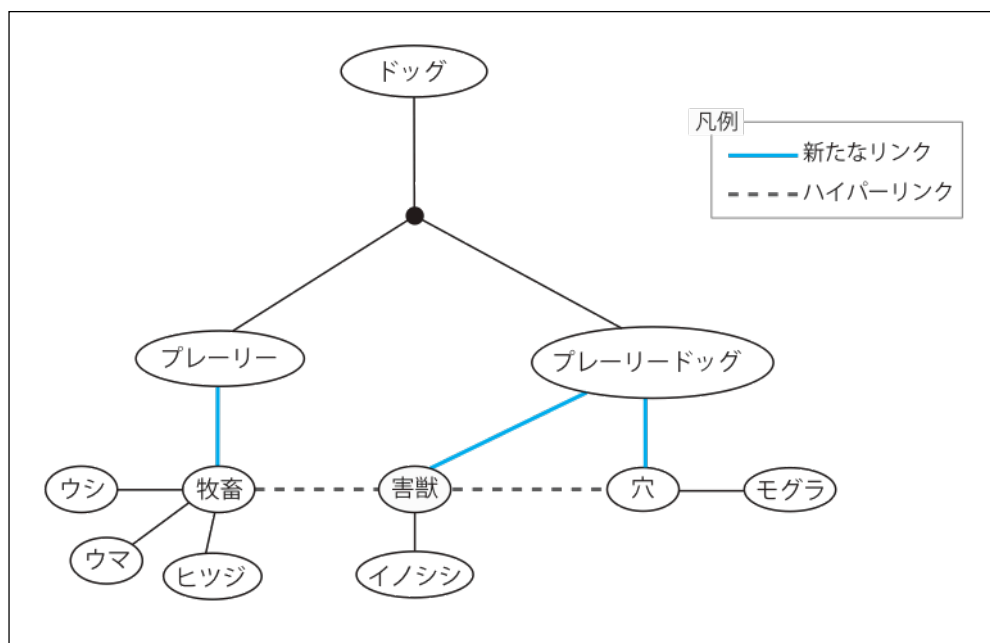 ドッグ
凡例
新たなリンク
ハイパーリンク
プレーリー
プレーリードッグ
ウシ
牧畜
害獣
穴
モグラ
ウマ
ヒツジ
イノシシ